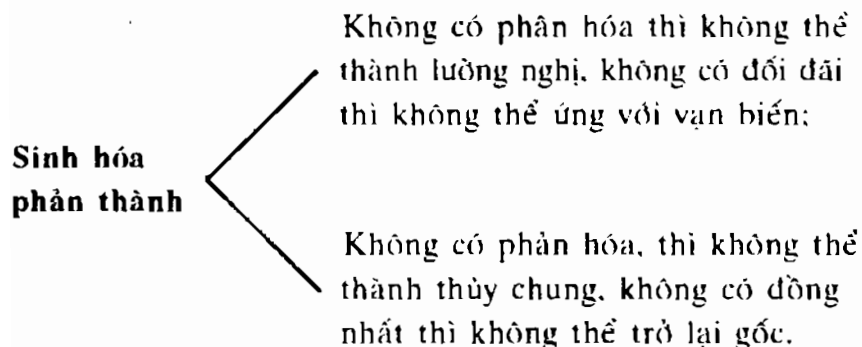 Không có phân hóa thì không thể
thành lưỡng nghị, không có đối đãi
thì không thể ứng với vạn biến;
Sinh hóa
phản thành
Không có phản hóa, thì không thể
thành thủy chung, không có đồng
nhất thì không thể trở lại gốc.